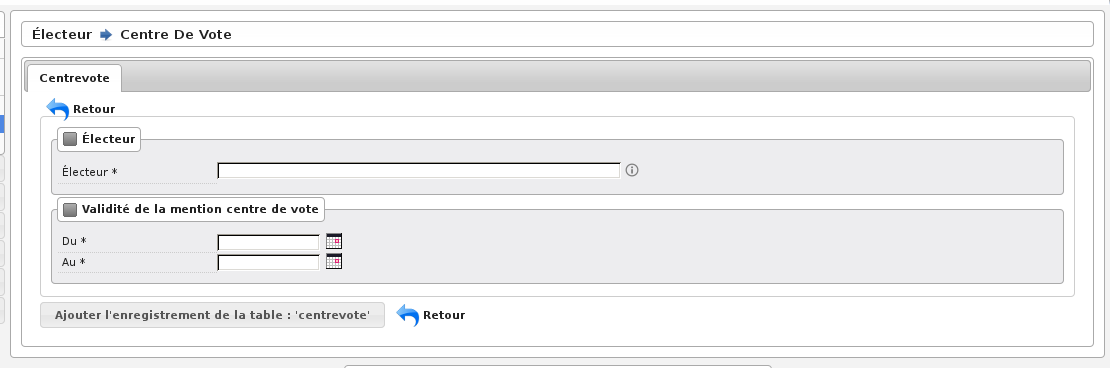 Électeur Centre De Vote
Centrevote
Retour
Électeur
Électeur *
Validité de la mention centre de vote
Du *
Au *
Ajouter l'enregistrement de la table : 'centrevote' Retour